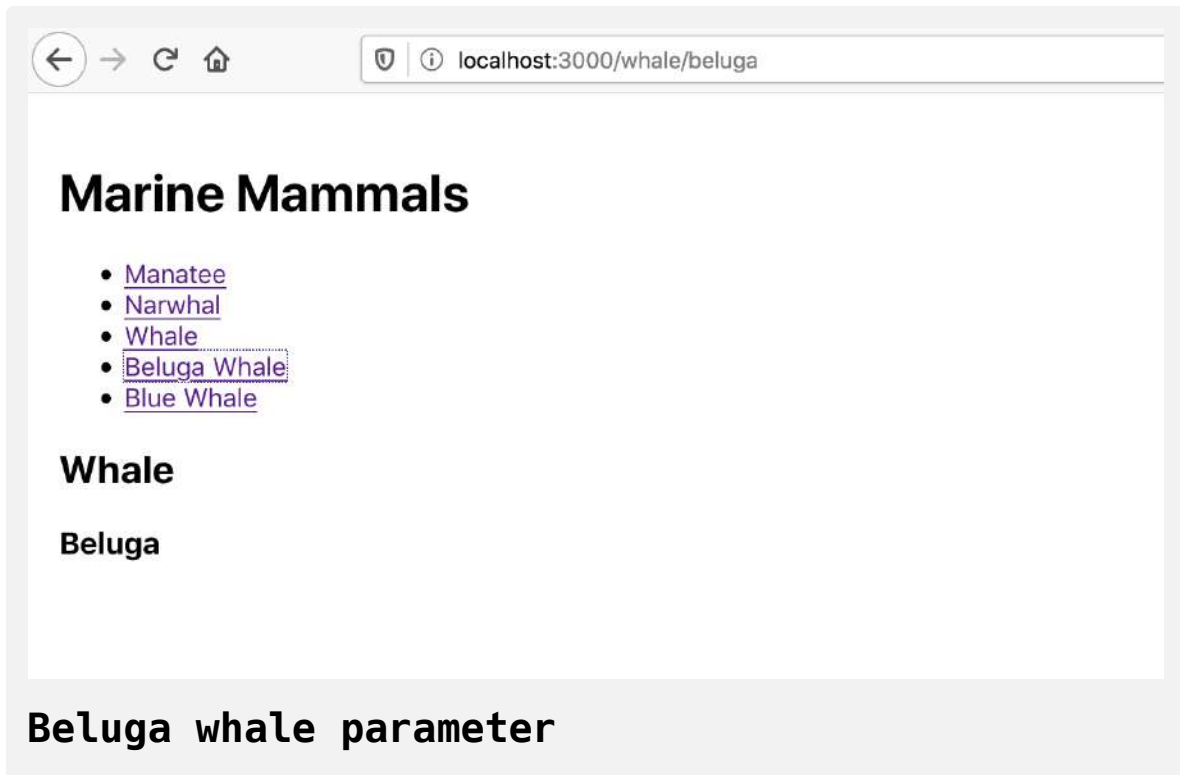 localhost:3000/whale/beluga
Marine Mammals
Manatee
Narwhal
Whale
Beluga Whale
Blue Whale
Whale
Beluga
Beluga whale parameter